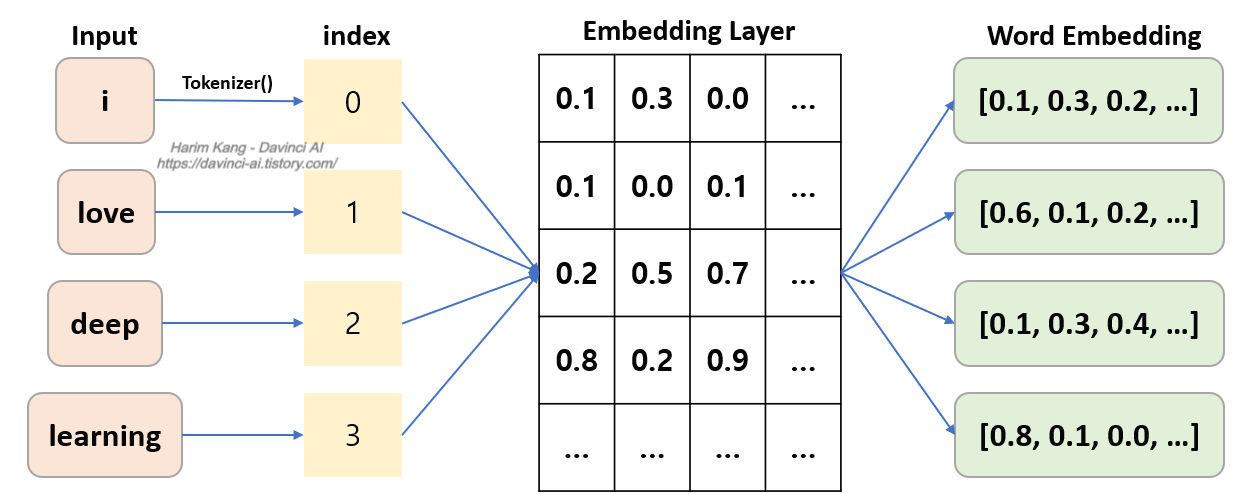 Input
index
Embedding Layer
Word Embedding
i
Tokenizer()
0
0.1 0.3 0.0 ...
[0.1, 0.3, 0.2, ...]
Harim Kang - Davinci AI
https://davinci-ai.tistory.com/
love
1
0.1 0.0 0.1 ...
[0.6, 0.1, 0.2, ...]
deep
2
0.2 0.5 0.7 ...
[0.1, 0.3, 0.4, ...]
learning
3
0.8 0.2 0.9 ...
[0.8, 0.1, 0.0, ...]
... ... ... ...